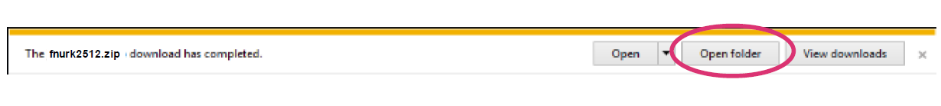 The fnurk2512.zip download has completed. Open Open folder View downloads ×